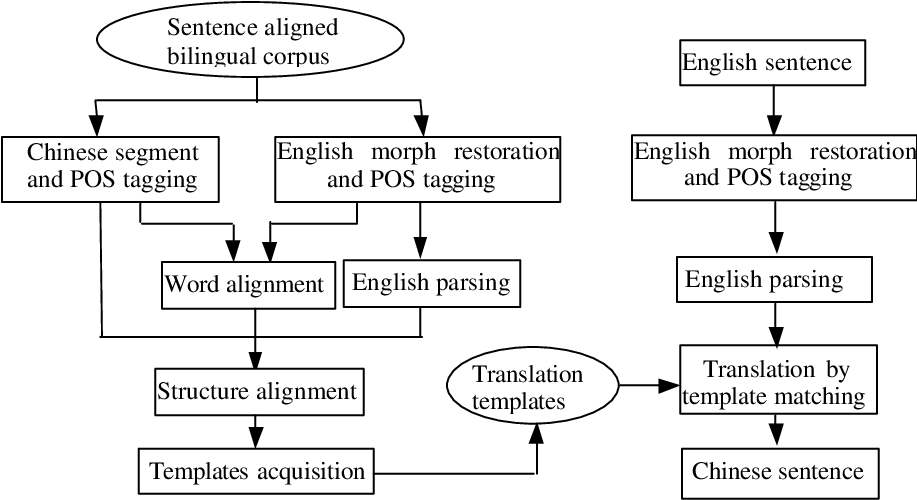 Sentence aligned
bilingual corpus
Chinese segment
and POS tagging
English morph restoration
and POS tagging
Word alignment
English parsing
Structure alignment
Templates acquisition
Translation
templates
English sentence
English morph restoration
and POS tagging
English parsing
Translation by
template matching
Chinese sentence